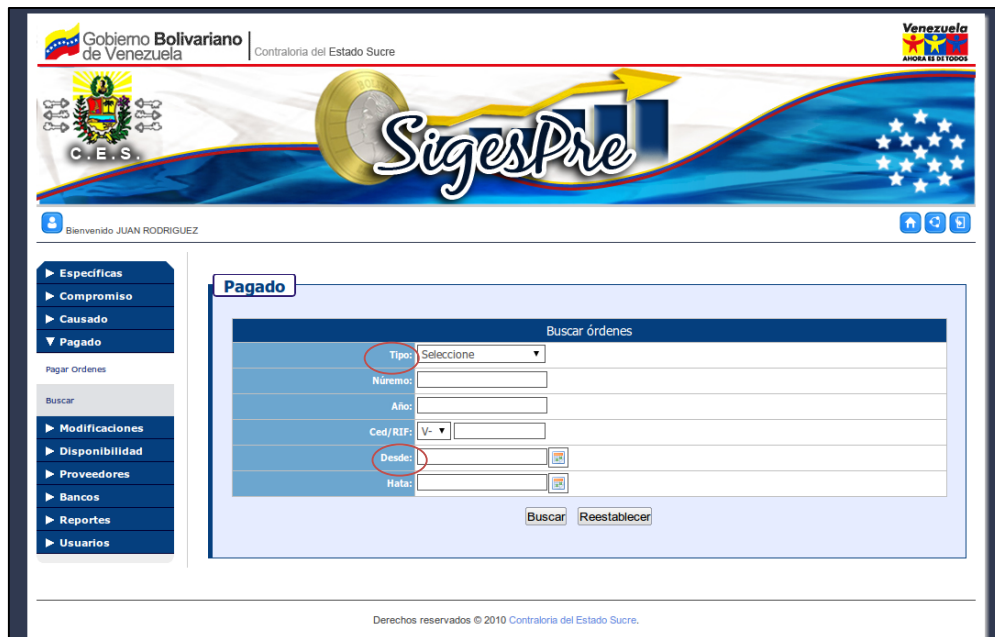 Gobierno Bolivariano
de Venezuela
Contraloria del Estado Sucre
Venezuela
AHORA ES DE TODOS
C.E.S.
SigesPre
Bienvenido JUAN RODRIGUEZ
Específicas
Compromiso
Causado
Pagado
Pagar Ordenes
Buscar
Modificaciones
Disponibilidad
Proveedores
Bancos
Reportes
Usuarios
Pagado
Buscar órdenes
Tipo: Seleccione
Núremo:
Año:
Ced/RIF: V-
Desde:
Hata:
Buscar Reestablecer
Derechos reservados © 2010 Contraloria del Estado Sucre.